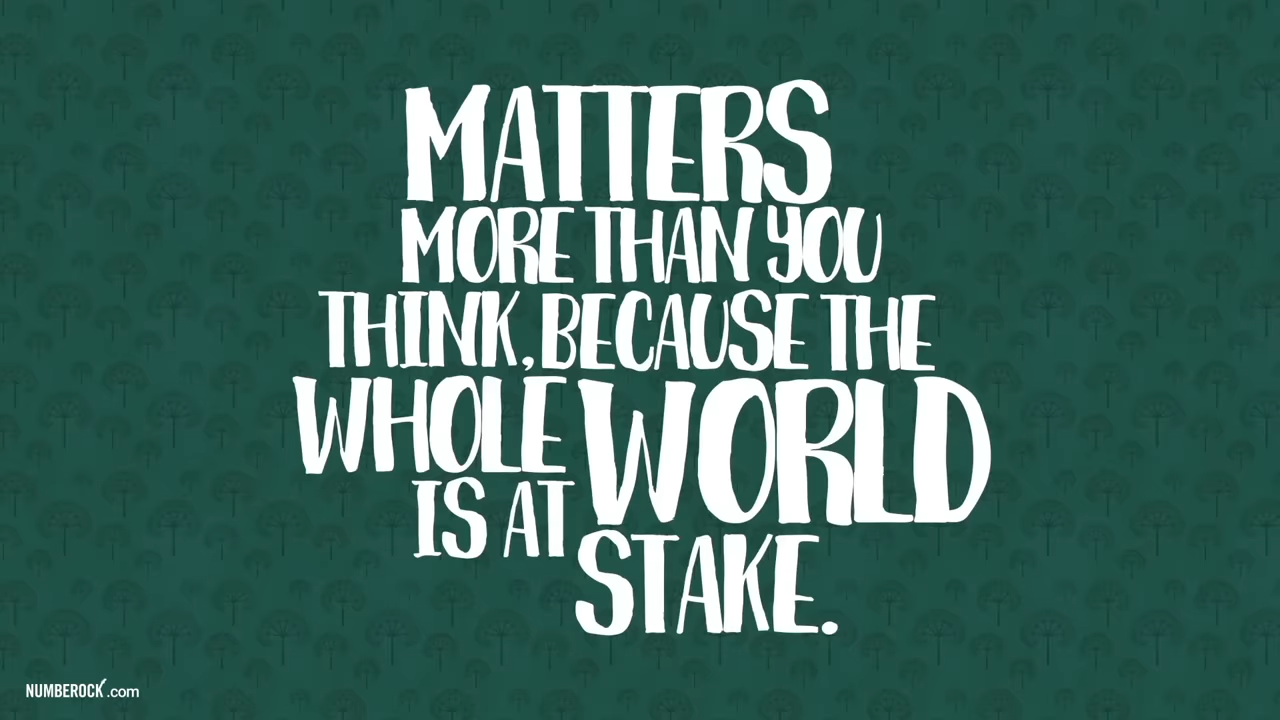 MATTERS
MORE THAN YOU
THINK, BECAUSE THE
WHOLE WORLD
IS AT STAKE.
NUMBEROCK.com